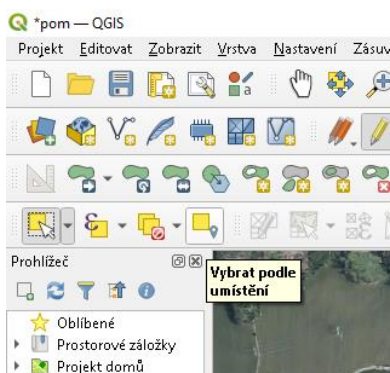 *pom — QGIS
Projekt Editovat Zobrazit Vrstva Nastavení Zásuv
Prohlížeč
Vybrat podle
umístění
Oblíbené
Prostorové záložky
Projekt domů